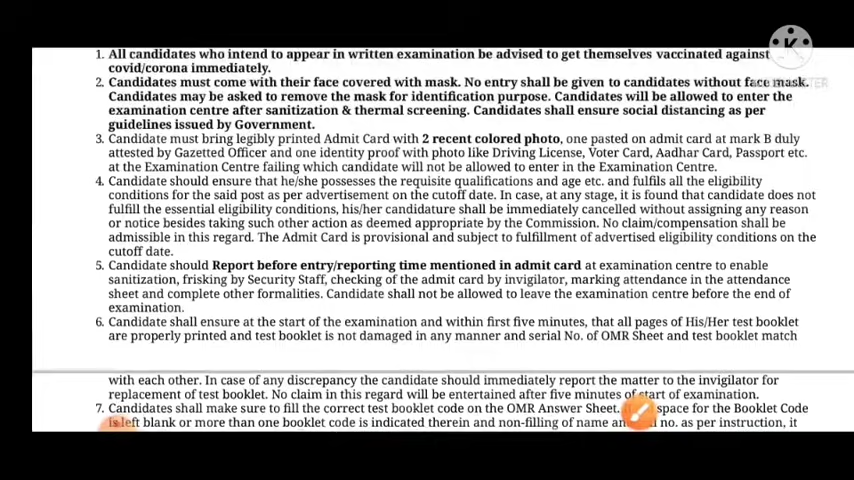 1. All candidates who intend to appear in written examination be advised to get themselves vaccinated against
covid/corona immediately.
2. Candidates must come with their face covered with mask. No entry shall be given to candidates without face mask.
Candidates may be asked to remove the mask for identification purpose. Candidates will be allowed to enter the
examination centre after sanitization & thermal screening. Candidates shall ensure social distancing as per
guidelines issued by Government.
3. Candidate must bring legibly printed Admit Card with 2 recent colored photo, one pasted on admit card at mark B duly
attested by Gazetted Officer and one identity proof with photo like Driving License, Voter Card, Aadhar Card, Passport etc.
at the Examination Centre failing which candidate will not be allowed to enter in the Examination Centre.
4. Candidate should ensure that he/she possesses the requisite qualifications and age etc. and fulfils all the eligibility
conditions for the said post as per advertisement on the cutoff date. In case, at any stage, it is found that candidate does not
fulfill the essential eligibility conditions, his/her candidature shall be immediately cancelled without assigning any reason
or notice besides taking such other action as deemed appropriate by the Commission. No claim/compensation shall be
admissible in this regard. The Admit Card is provisional and subject to fulfillment of advertised eligibility conditions on the
cutoff date.
5. Candidate should Report before entry/reporting time mentioned in admit card at examination centre to enable
sanitization, frisking by Security Staff, checking of the admit card by invigilator, marking attendance in the attendance
sheet and complete other formalities. Candidate shall not be allowed to leave the examination centre before the end of
examination.
6. Candidate shall ensure at the start of the examination and within first five minutes, that all pages of His/Her test booklet
are properly printed and test booklet is not damaged in any manner and serial No. of OMR Sheet and test booklet match
with each other. In case of any discrepancy the candidate should immediately report the matter to the invigilator for
replacement of test booklet. No claim in this regard will be entertained after five minutes of start of examination.
7. Candidates shall make sure to fill the correct test booklet code on the OMR Answer Sheet. space for the Booklet Code
is left blank or more than one booklet code is indicated therein and non-filling of name no. as per instruction, it